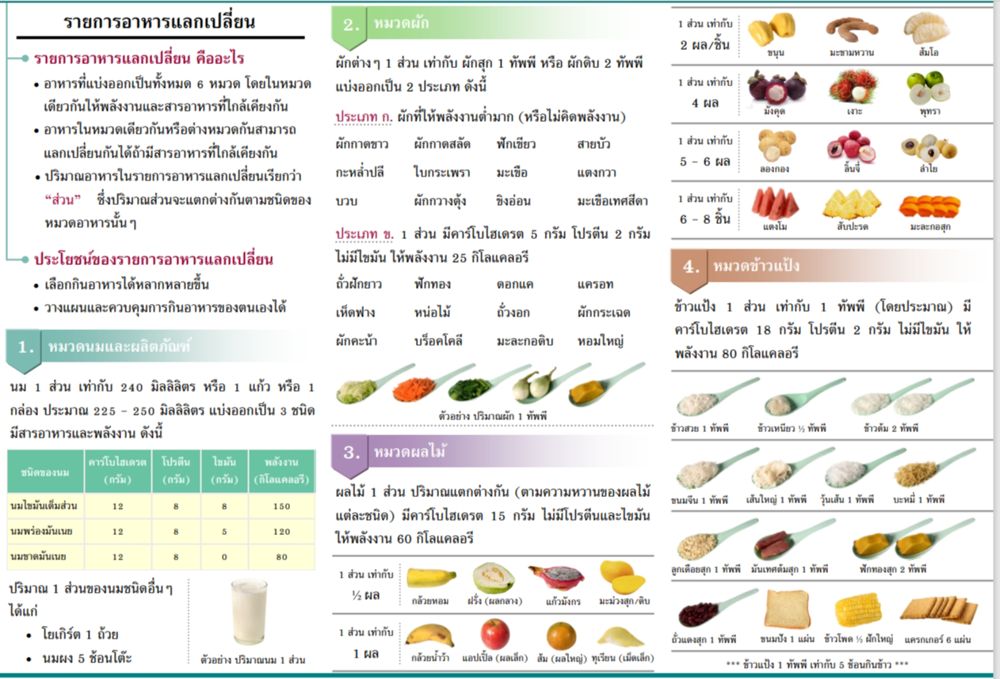 รายการอาหารแลกเปลี่ยน
รายการอาหารแลกเปลี่ยน คืออะไร
• อาหารที่แบ่งออกเป็นทั้งหมด 6 หมวด โดยในหมวด
เดียวกันให้พลังงานและสารอาหารที่ใกล้เคียงกัน
• อาหารในหมวดเดียวกันหรือต่างหมวดกันสามารถ
แลกเปลี่ยนกันได้ถ้ามีสารอาหารที่ใกล้เคียงกัน
• ปริมาณอาหารในรายการอาหารแลกเปลี่ยนเรียกว่า
“ส่วน” ซึ่งปริมาณส่วนจะแตกต่างกันตามชนิดของ
หมวดอาหารนั้นๆ
ประโยชน์ของรายการอาหารแลกเปลี่ยน
• เลือกกินอาหารได้หลากหลายขึ้น
• วางแผนและควบคุมการกินอาหารของตนเองได้
1. หมวดนมและผลิตภัณฑ์
นม 1 ส่วน เท่ากับ 240 มิลลิลิตร หรือ 1 แก้ว หรือ 1
กล่อง ประมาณ 225 - 250 มิลลิลิตร แบ่งออกเป็น 3 ชนิด
มีสารอาหารและพลังงาน ดังนี้
ชนิดของนม คาร์โบไฮเดรต (กรัม) โปรตีน (กรัม) ไขมัน (กรัม) พลังงาน (กิโลแคลอรี)
นมไขมันเต็มส่วน 12 8 8 150
นมพร่องมันเนย 12 8 5 120
นมขาดมันเนย 12 8 0 80
ปริมาณ 1 ส่วนของนมชนิดอื่นๆ
ได้แก่
• โยเกิร์ต 1 ถ้วย
• นมผง 5 ช้อนโต๊ะ
ตัวอย่าง ปริมาณนม 1 ส่วน
2. หมวดผัก
ผักต่างๆ 1 ส่วน เท่ากับ ผักสุก 1 ทัพพี หรือ ผักดิบ 2 ทัพพี
แบ่งออกเป็น 2 ประเภท ดังนี้
ประเภท ก. ผักที่ให้พลังงานต่ำมาก (หรือไม่คิดพลังงาน)
ผักกาดขาว ผักกาดสลัด ฟักเขียว สายบัว
กะหล่ำปลี ใบกระเพรา มะเขือ แตงกวา
บวบ ผักกวางตุ้ง ขิงอ่อน มะเขือเทศสีดา
ประเภท ข. 1 ส่วน มีคาร์โบไฮเดรต 5 กรัม โปรตีน 2 กรัม
ไม่มีไขมัน ให้พลังงาน 25 กิโลแคลอรี
ถั่วฝักยาว ฟักทอง ดอกแค แครอท
เห็ดฟาง หน่อไม้ ถั่วงอก ผักกระเฉด
ผักคะน้า บร็อคโคลี มะละกอดิบ หอมใหญ่
ตัวอย่าง ปริมาณผัก 1 ทัพพี
3. หมวดผลไม้
ผลไม้ 1 ส่วน ปริมาณแตกต่างกัน (ตามความหวานของผลไม้
แต่ละชนิด) มีคาร์โบไฮเดรต 15 กรัม ไม่มีโปรตีนและไขมัน
ให้พลังงาน 60 กิโลแคลอรี
1 ส่วน เท่ากับ
½ ผล
กล้วยหอม ฝรั่ง (ผลกลาง) แก้วมังกร มะม่วงสุก/ดิบ
1 ส่วน เท่ากับ
1 ผล
กล้วยน้ำว้า แอปเปิ้ล (ผลเล็ก) ส้ม (ผลใหญ่) ทุเรียน (เม็ดเล็ก)
1 ส่วน เท่ากับ
2 ผล/ชิ้น
ขนุน มะขามหวาน ส้มโอ
1 ส่วน เท่ากับ
4 ผล
มังคุด เงาะ พุทรา
1 ส่วน เท่ากับ
5 - 6 ผล
ลองกอง ลิ้นจี่ ลำไย
1 ส่วน เท่ากับ
6 - 8 ชิ้น
แตงโม สับปะรด มะละกอสุก
4. หมวดข้าวแป้ง
ข้าวแป้ง 1 ส่วน เท่ากับ 1 ทัพพี (โดยประมาณ) มี
คาร์โบไฮเดรต 18 กรัม โปรตีน 2 กรัม ไม่มีไขมัน ให้
พลังงาน 80 กิโลแคลอรี
ข้าวสวย 1 ทัพพี ข้าวเหนียว ½ ทัพพี ข้าวต้ม 2 ทัพพี
ขนมจีน 1 ทัพพี เส้นใหญ่ 1 ทัพพี วุ้นเส้น 1 ทัพพี บะหมี่ 1 ทัพพี
ลูกเดือยสุก 1 ทัพพี มันเทศต้มสุก 1 ทัพพี ฟักทองสุก 2 ทัพพี
ถั่วแดงสุก 1 ทัพพี ขนมปัง 1 แผ่น ข้าวโพด ½ ฝักใหญ่ แครกเกอร์ 6 แผ่น
*** ข้าวแป้ง 1 ทัพพี เท่ากับ 5 ช้อนกินข้าว ***